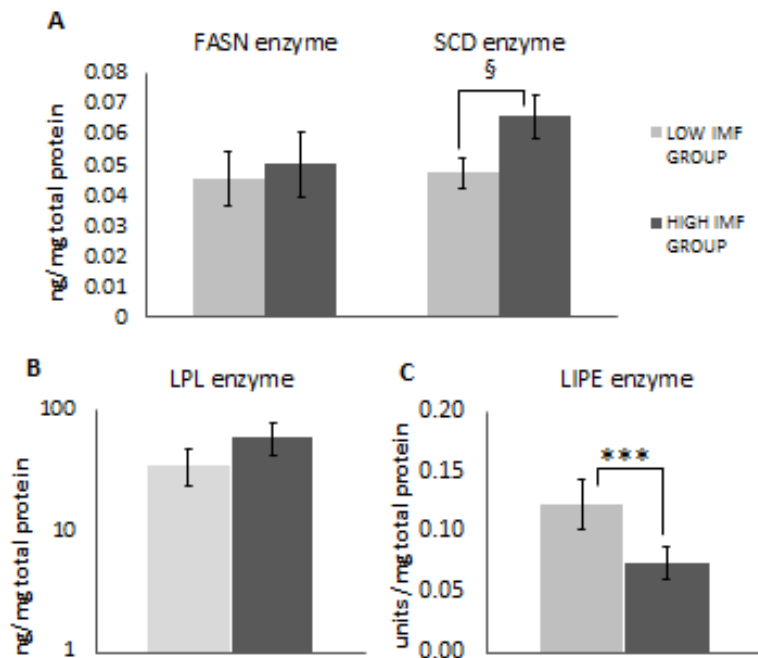 A
FASN enzyme
SCD enzyme
§
ng/mg total protein
0.08
0.07
0.06
0.05
0.04
0.03
0.02
0.01
0
LOW IMF
GROUP
HIGH IMF
GROUP
B
LPL enzyme
ng/mg total protein
100
10
1
C
LIPE enzyme
units/mg total protein
0.20
0.15
0.10
0.05
0.00
***